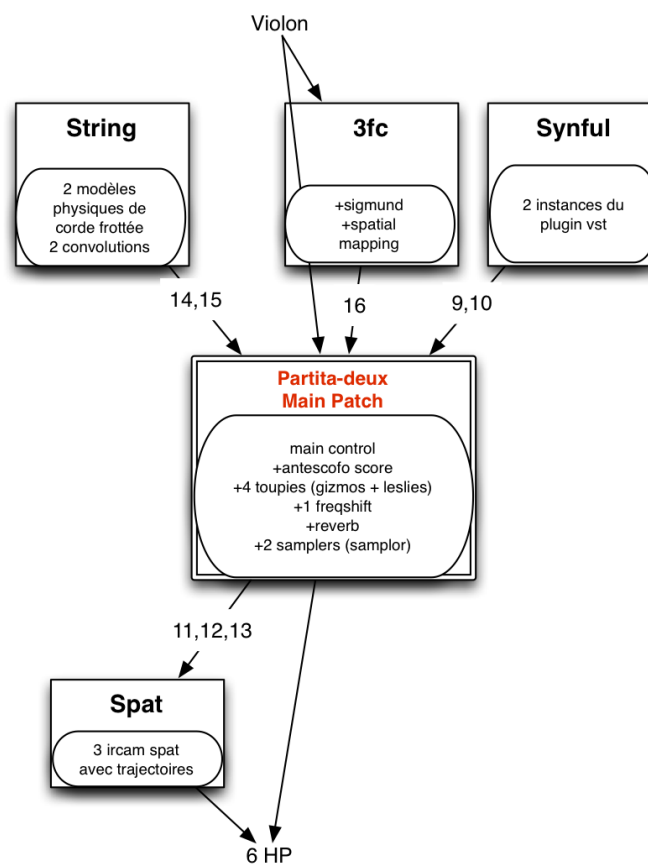 Violon
String
2 modèles
physiques de
corde frottée
2 convolutions
3fc
+sigmund
+spatial
mapping
Synful
2 instances du
plugin vst
14,15
16
9,10
Partita-deux
Main Patch
main control
+antescofo score
+4 toupies (gizmos + leslies)
+1 freqshift
+reverb
+2 samplers (samplor)
11,12,13
Spat
3 ircam spat
avec trajectoires
6 HP